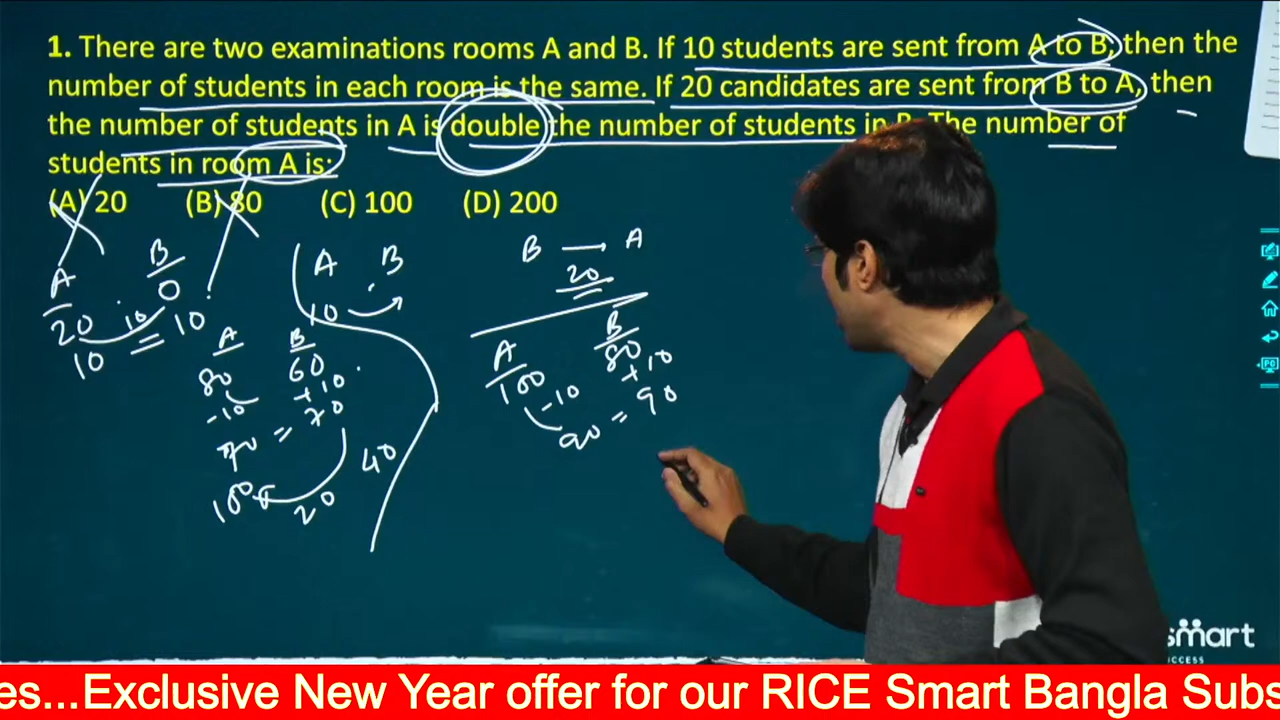 1. There are two examinations rooms A and B. If 10 students are sent from A to B, then the
number of students in each room is the same. If 20 candidates are sent from B to A, then
the number of students in A is double the number of students in B. The number of
students in room A is:
(A) 20 (B) 80 (C) 100 (D) 200
A B
20 0
10 10
10 =
A B
10
A B
80 60
-10 +10
70 = 70
100 20 40
B → A
20
A B
100 80
-10 +10
90 = 90
smart
es...Exclusive New Year offer for our RICE Smart Bangla Subs